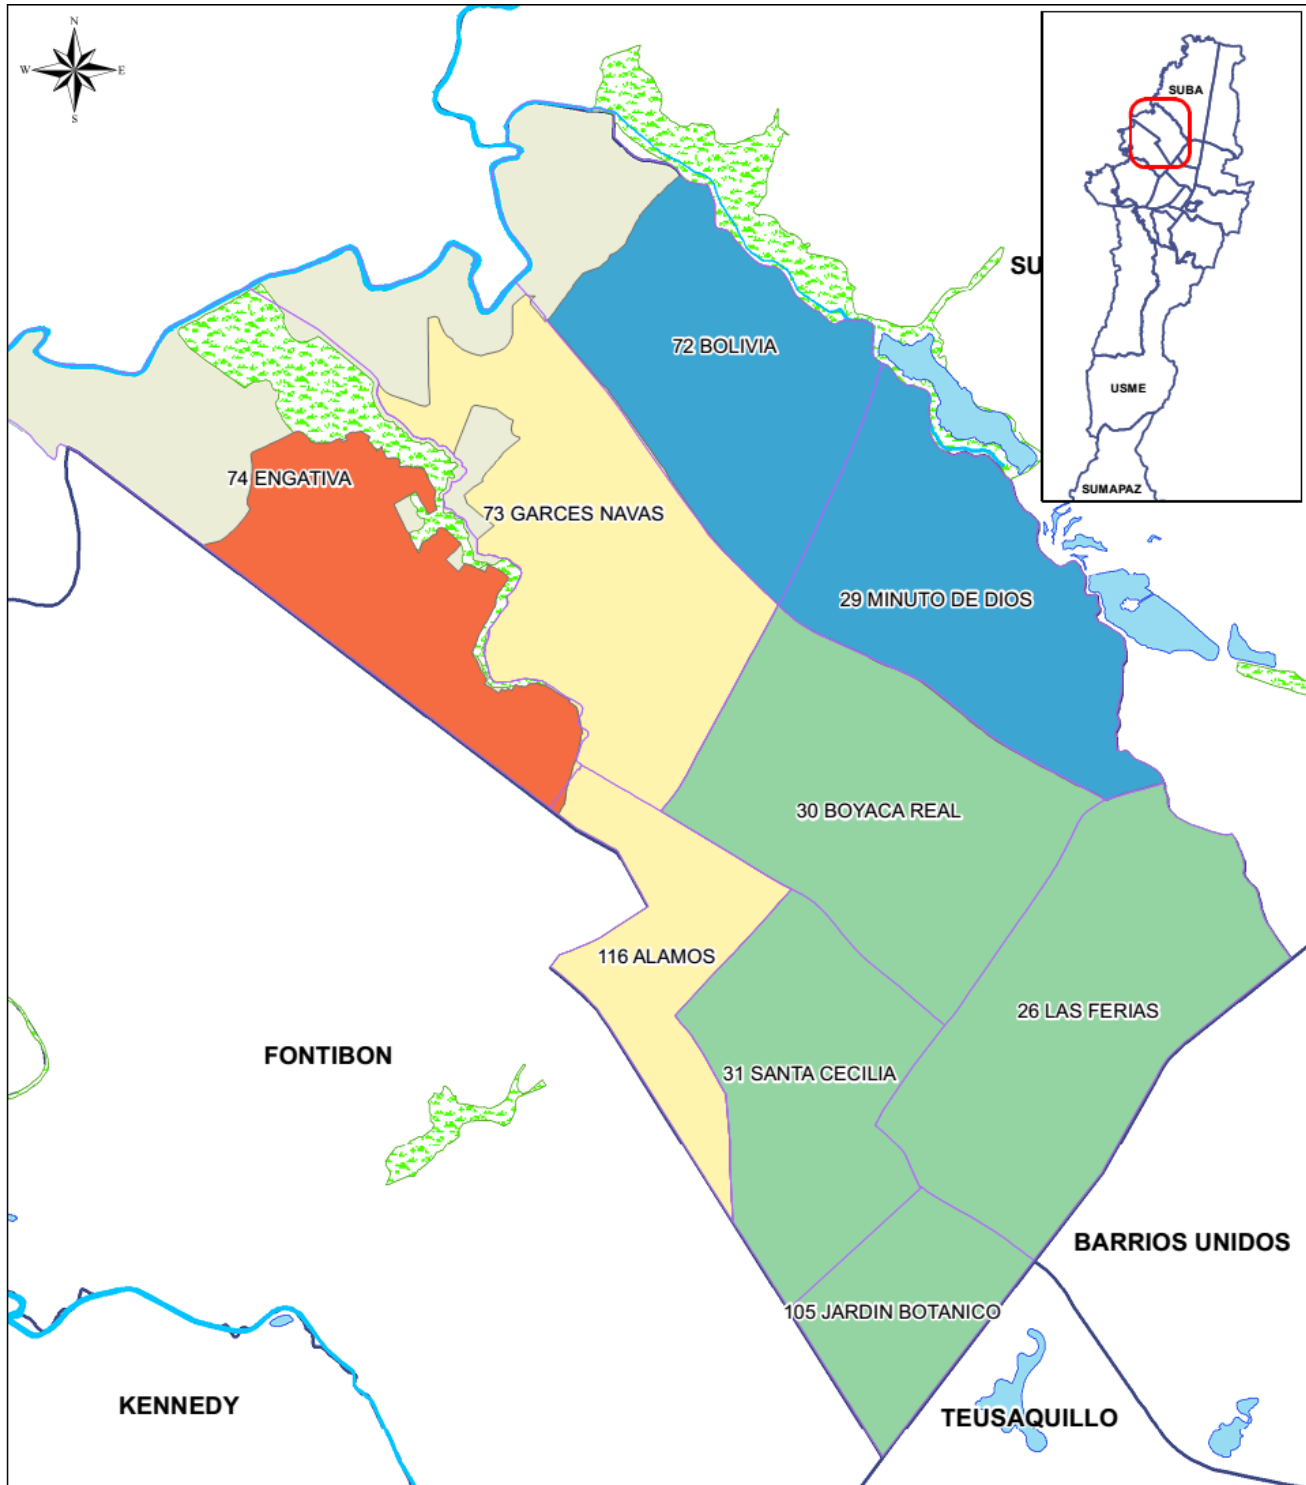 N
W E
S
SUBA
SU
72 BOLIVIA
USME
74 ENGATIVA
SUMAPAZ
73 GARCES NAVAS
29 MINUTO DE DIOS
30 BOYACA REAL
116 ALAMOS
26 LAS FERIAS
FONTIBON
31 SANTA CECILIA
BARRIOS UNIDOS
105 JARDIN BOTANICO
KENNEDY
TEUSAQUILLO